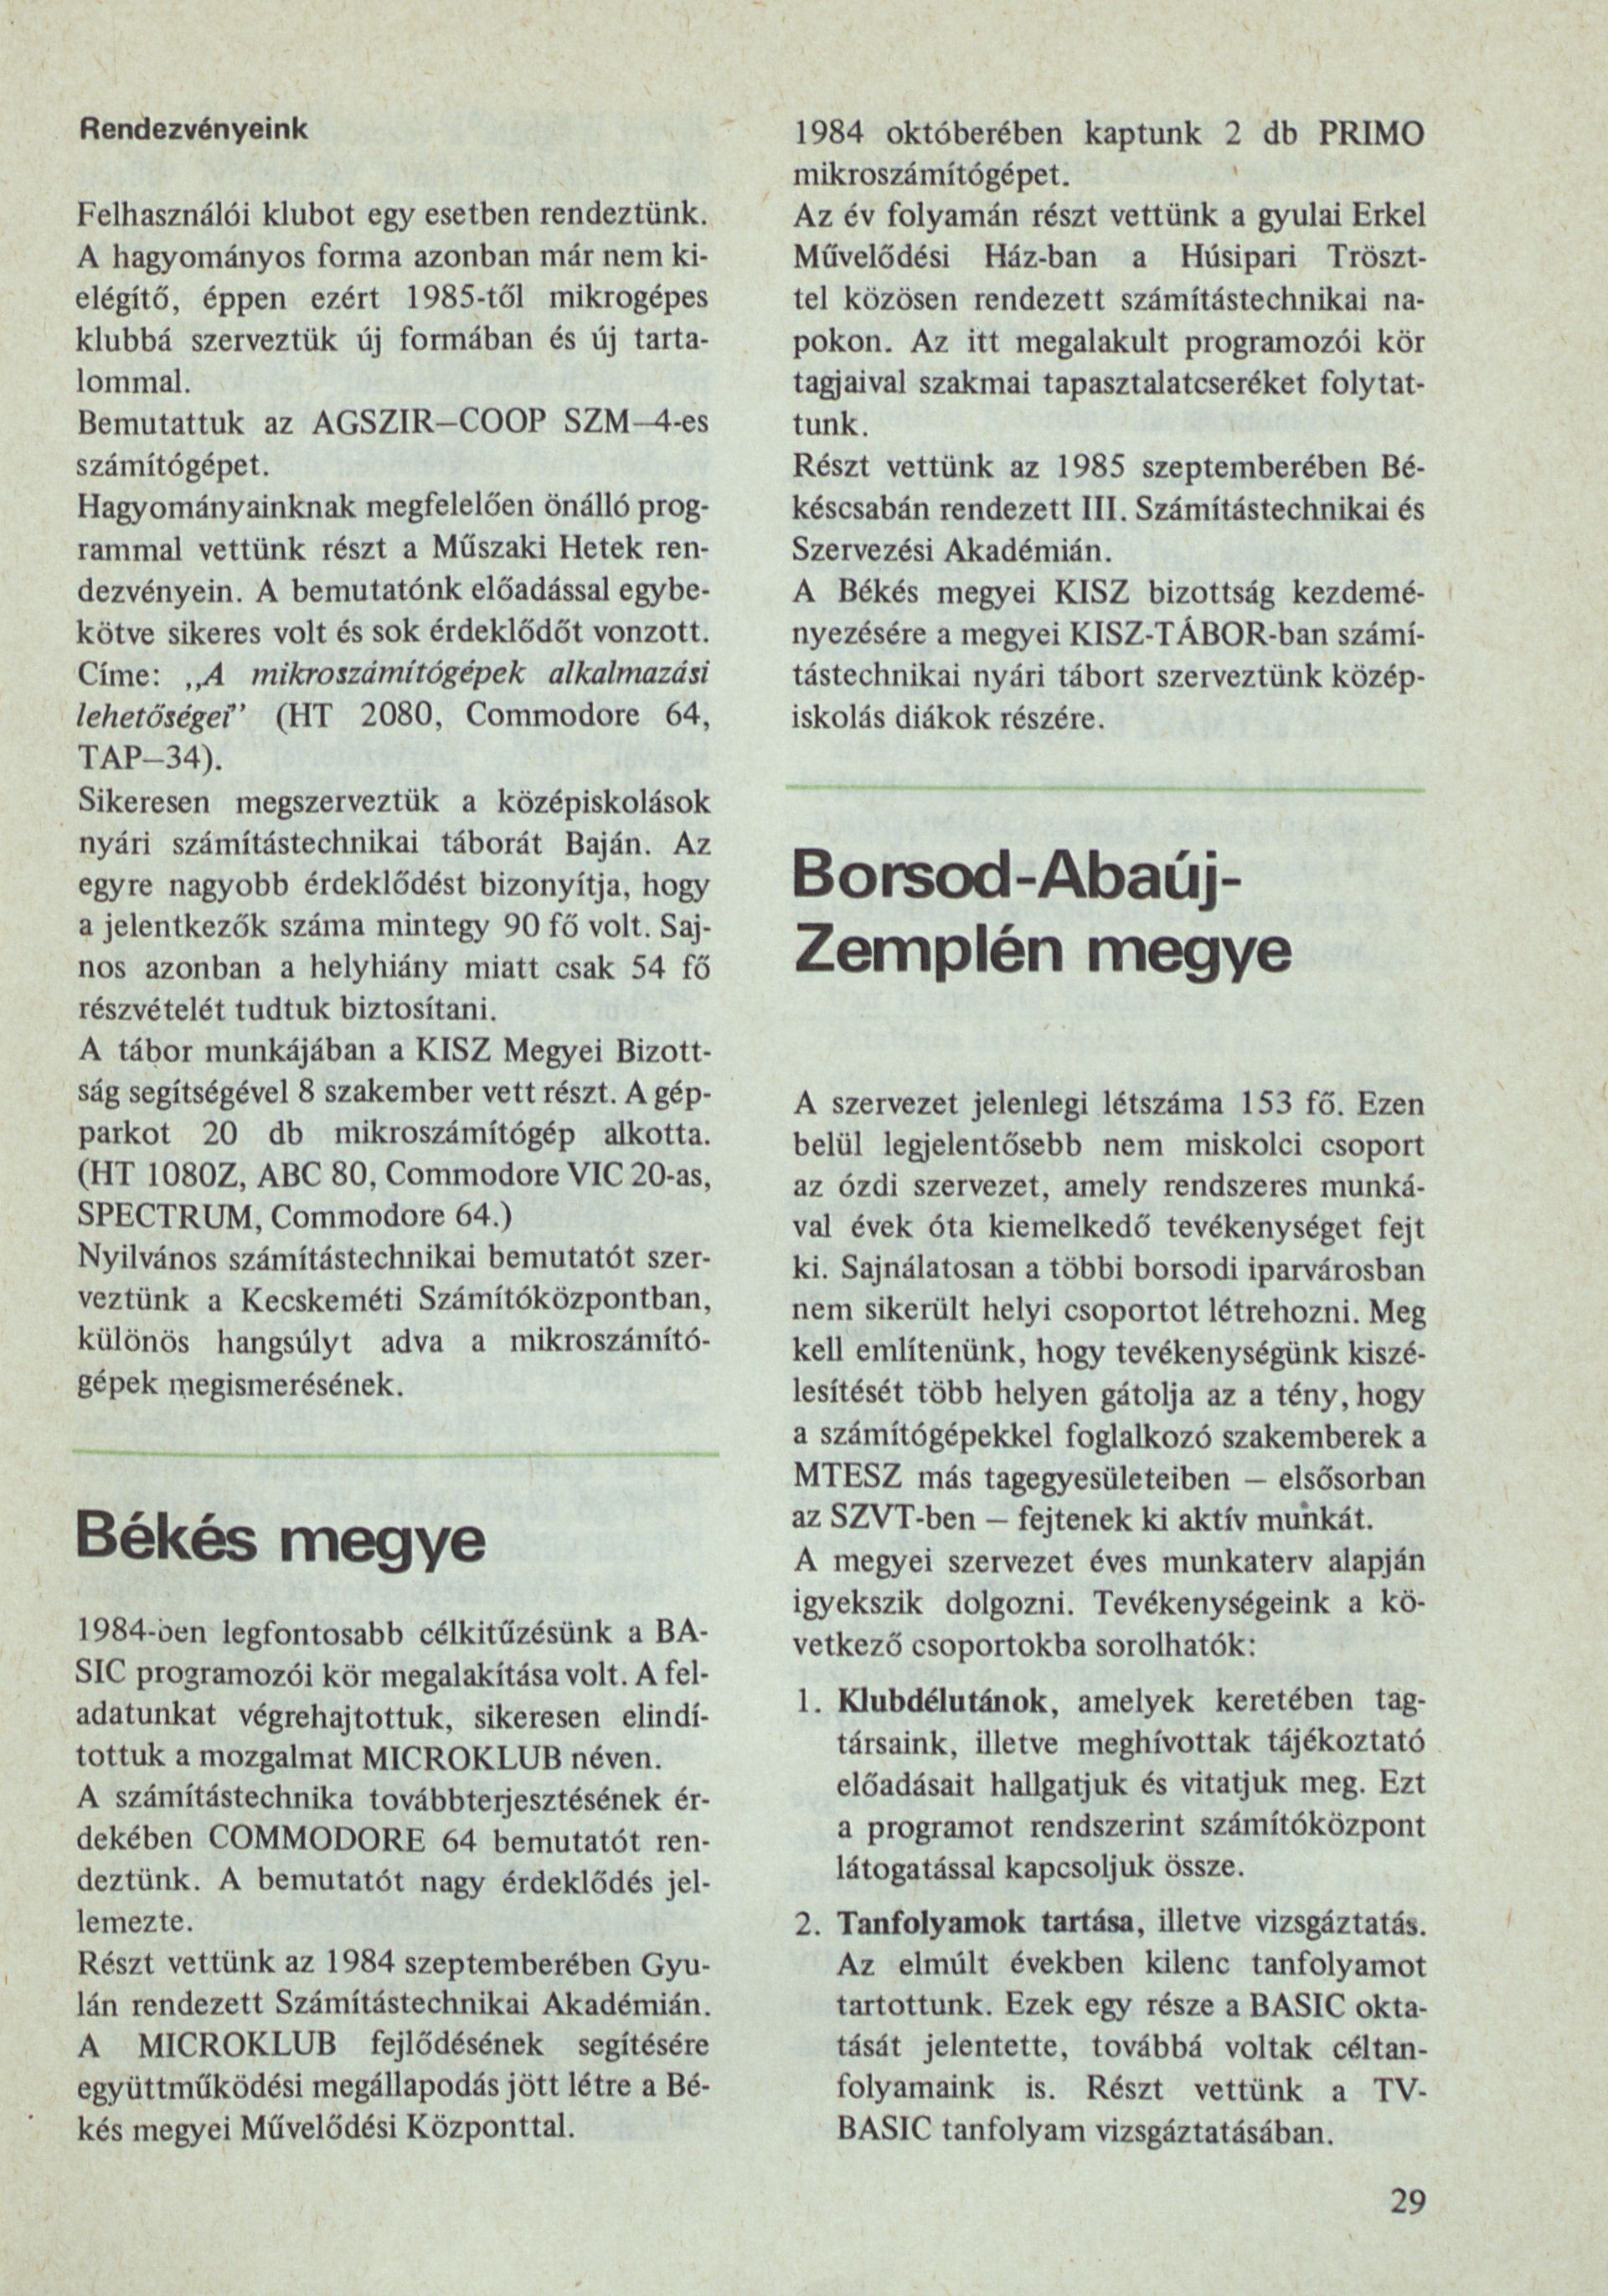 Rendezvényeink
Felhasználói klubot egy esetben rendeztünk.
A hagyományos forma azonban már nem ki-
elégítő, éppen ezért 1985-től mikrogépes
klubbá szerveztük új formában és új tarta-
lommal.
Bemutattuk az AGSZIR–COOP SZM–4-es
számítógépet.
Hagyományainknak megfelelően önálló prog-
rammal vettünk részt a Műszaki Hetek ren-
dezvényein. A bemutatónk előadással egybe-
kötve sikeres volt és sok érdeklődőt vonzott.
Címe: „A mikroszámítógépek alkalmazási
lehetőségei” (HT 2080, Commodore 64,
TAP–34).
Sikeresen megszerveztük a középiskolások
nyári számítástechnikai táborát Baján. Az
egyre nagyobb érdeklődést bizonyítja, hogy
a jelentkezők száma mintegy 90 fő volt. Saj-
nos azonban a helyhiány miatt csak 54 fő
részvételét tudtuk biztosítani.
A tábor munkájában a KISZ Megyei Bizott-
ság segítségével 8 szakember vett részt. A gép-
parkot 20 db mikroszámítógép alkotta.
(HT 1080Z, ABC 80, Commodore VIC 20-as,
SPECTRUM, Commodore 64.)
Nyilvános számítástechnikai bemutatót szer-
veztünk a Kecskeméti Számítóközpontban,
különös hangsúlyt adva a mikroszámító-
gépek megismerésének.
Békés megye
1984-ben legfontosabb célkitűzésünk a BA-
SIC programozói kör megalakítása volt. A fel-
adatunkat végrehajtottuk, sikeresen elindí-
tottuk a mozgalmat MICROKLUB néven.
A számítástechnika továbbterjesztésének ér-
dekében COMMODORE 64 bemutatót ren-
deztünk. A bemutatót nagy érdeklődés jel-
lemezte.
Részt vettünk az 1984 szeptemberében Gyu-
lán rendezett Számítástechnikai Akadémián.
A MICROKLUB fejlődésének segítésére
együttműködési megállapodás jött létre a Bé-
kés megyei Művelődési Központtal.
1984 októberében kaptunk 2 db PRIMO
mikroszámítógépet.
Az év folyamán részt vettünk a gyulai Erkel
Művelődési Ház-ban a Húsipari Tröszt-
tel közösen rendezett számítástechnikai na-
pokon. Az itt megalakult programozói kör
tagjaival szakmai tapasztalatcseréket folytat-
tunk.
Részt vettünk az 1985 szeptemberében Bé-
késcsabán rendezett III. Számítástechnikai és
Szervezési Akadémián.
A Békés megyei KISZ bizottság kezdemé-
nyezésére a megyei KISZ-TÁBOR-ban számí-
tástechnikai nyári tábort szerveztünk közép-
iskolás diákok részére.
Borsod-Abaúj-
Zemplén megye
A szervezet jelenlegi létszáma 153 fő. Ezen
belül legjelentősebb nem miskolci csoport
az ózdi szervezet, amely rendszeres munká-
val évek óta kiemelkedő tevékenységet fejt
ki. Sajnálatosan a többi borsodi iparvárosban
nem sikerült helyi csoportot létrehozni. Meg
kell említenünk, hogy tevékenységünk kiszé-
lesítését több helyen gátolja az a tény, hogy
a számítógépekkel foglalkozó szakemberek a
MTESZ más tagegyesületeiben – elsősorban
az SZVT-ben – fejtenek ki aktív munkát.
A megyei szervezet éves munkaterv alapján
igyekszik dolgozni. Tevékenységeink a kö-
vetkező csoportokba sorolhatók:
1. Klubdélutánok, amelyek keretében tag-
társaink, illetve meghívottak tájékoztató
előadásait hallgatjuk és vitatjuk meg. Ezt
a programot rendszerint számítóközpont
látogatással kapcsoljuk össze.
2. Tanfolyamok tartása, illetve vizsgáztatás.
Az elmúlt években kilenc tanfolyamot
tartottunk. Ezek egy része a BASIC okta-
tását jelentette, továbbá voltak céltan-
folyamaink is. Részt vettünk a TV-
BASIC tanfolyam vizsgáztatásában.
29